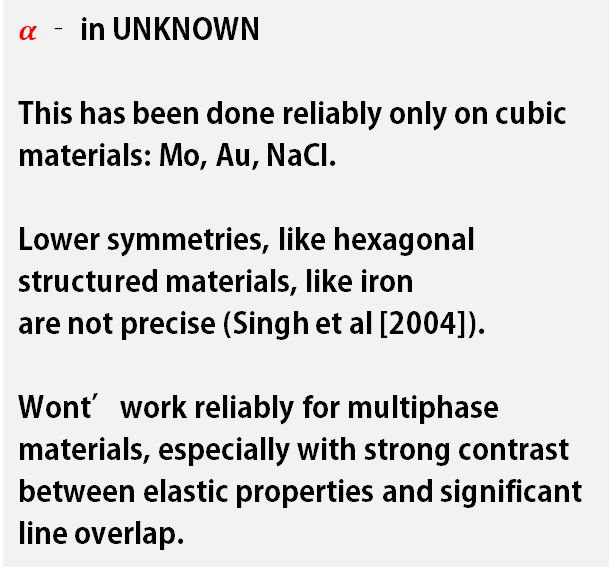 α - in UNKNOWN
This has been done reliably only on cubic
materials: Mo, Au, NaCl.
Lower symmetries, like hexagonal
structured materials, like iron
are not precise (Singh et al [2004]).
Wont′ work reliably for multiphase
materials, especially with strong contrast
between elastic properties and significant
line overlap.